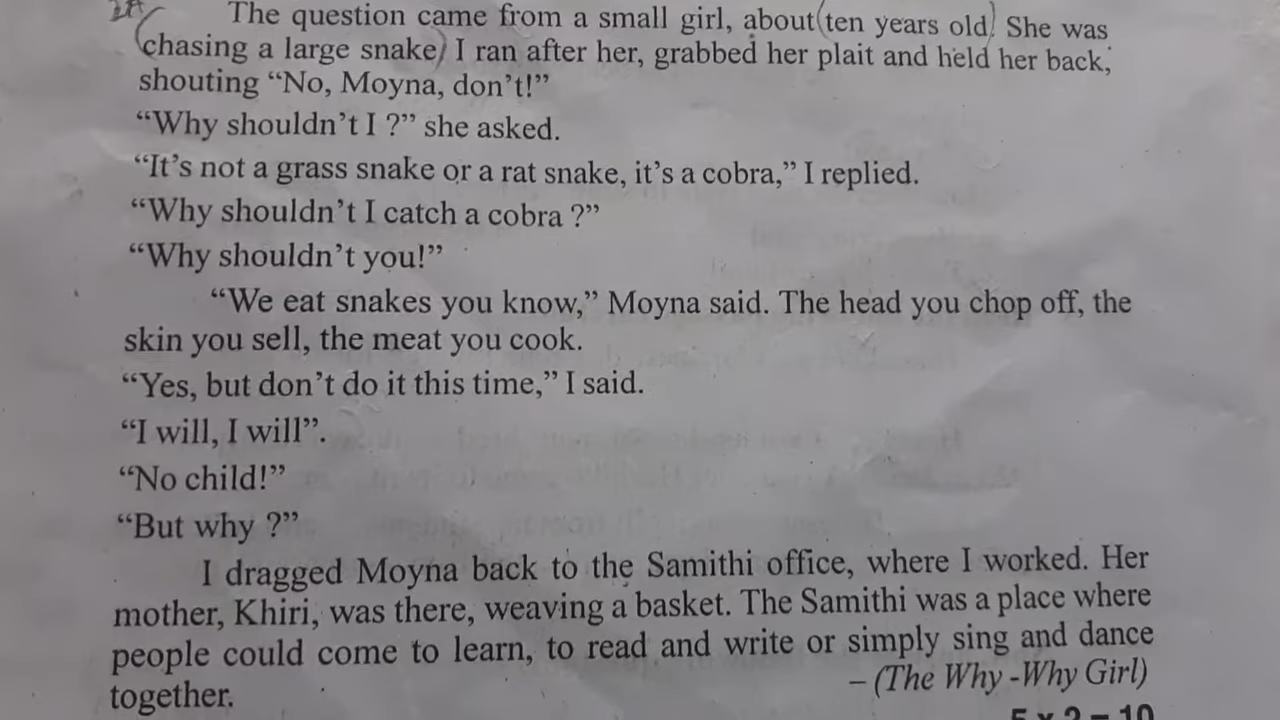 The question came from a small girl, about (ten years old) She was
(chasing a large snake) I ran after her, grabbed her plait and held her back,
shouting “No, Moyna, don’t!”
“Why shouldn’t I ?” she asked.
“It’s not a grass snake or a rat snake, it’s a cobra,” I replied.
“Why shouldn’t I catch a cobra ?”
“Why shouldn’t you!”
“We eat snakes you know,” Moyna said. The head you chop off, the
skin you sell, the meat you cook.
“Yes, but don’t do it this time,” I said.
“I will, I will”.
“No child!”
“But why ?”
I dragged Moyna back to the Samithi office, where I worked. Her
mother, Khiri, was there, weaving a basket. The Samithi was a place where
people could come to learn, to read and write or simply sing and dance
together.
– (The Why -Why Girl)
5 x 2 = 10